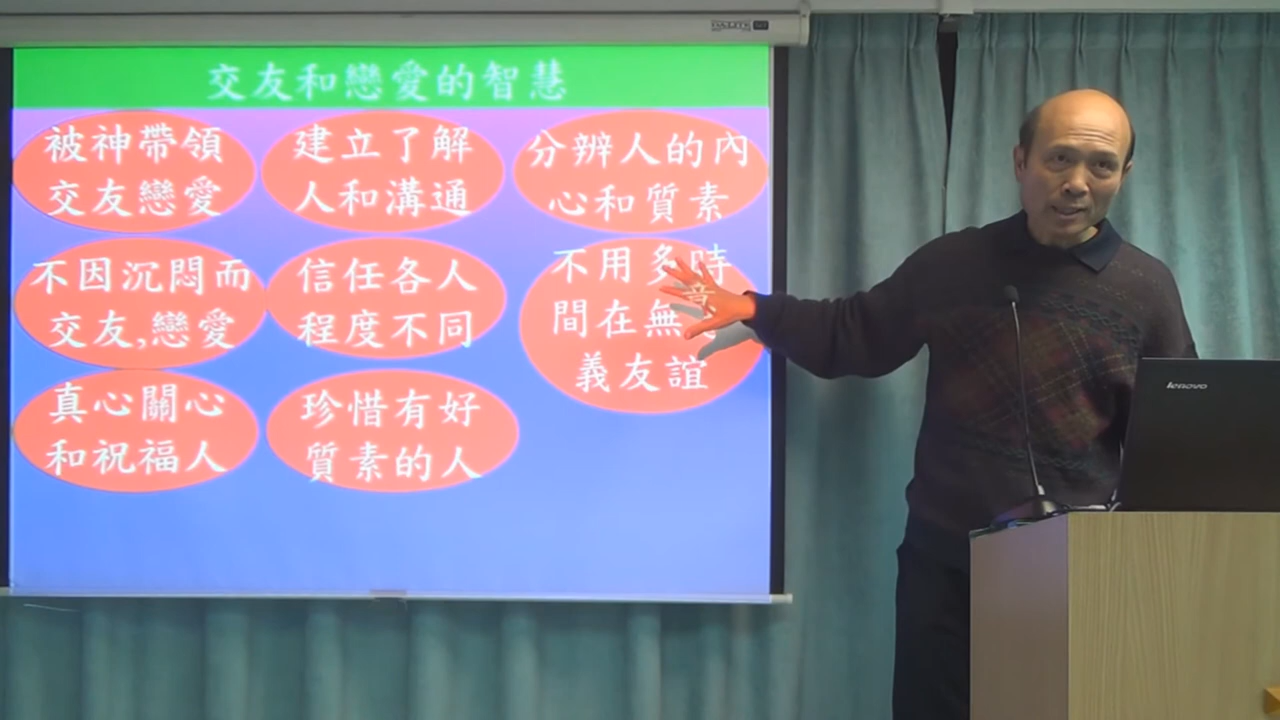 交友和戀愛的智慧
被神帶領
交友戀愛
建立了解
人和溝通
分辨人的內
心和質素
不因沉悶而
交友,戀愛
信任各人
程度不同
不用多時
間在無意
義友誼
真心關心
和祝福人
珍惜有好
質素的人
lenovo